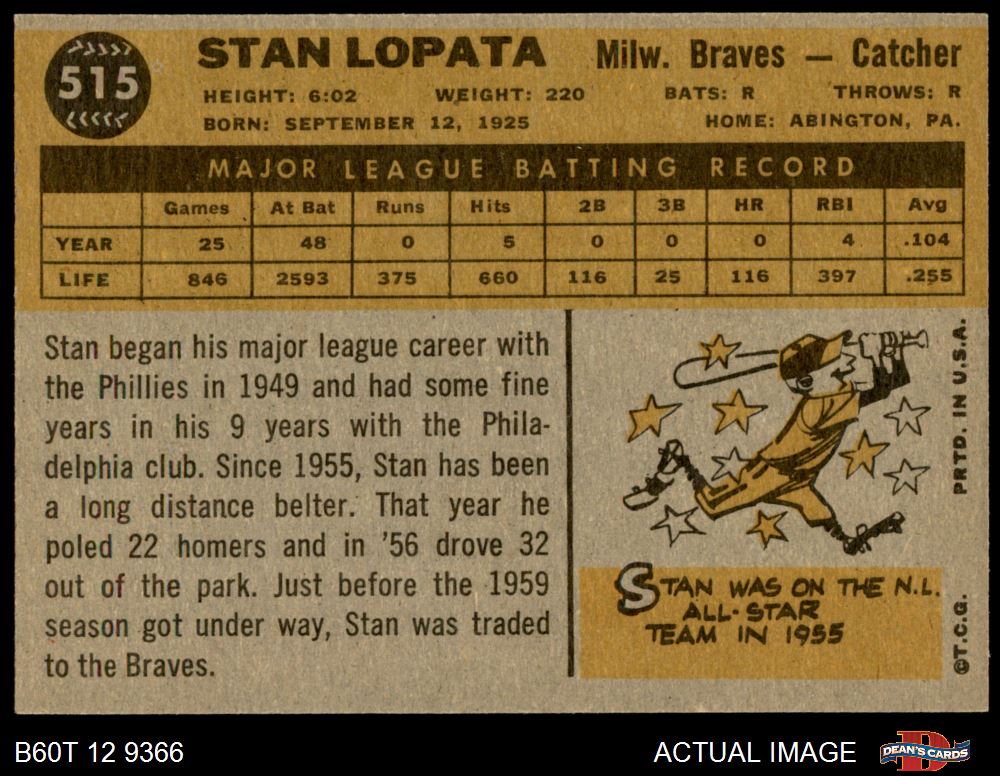 515
STAN LOPATA Milw. Braves — Catcher
HEIGHT: 6:02 WEIGHT: 220 BATS: R THROWS: R
BORN: SEPTEMBER 12, 1925 HOME: ABINGTON, PA.
MAJOR LEAGUE BATTING RECORD
Games At Bat Runs Hits 2B 3B HR RBI Avg
YEAR 25 48 0 5 0 0 0 4 .104
LIFE 846 2593 375 660 116 25 116 397 .255
Stan began his major league career with
the Phillies in 1949 and had some fine
years in his 9 years with the Phila-
delphia club. Since 1955, Stan has been
a long distance belter. That year he
poled 22 homers and in '56 drove 32
out of the park. Just before the 1959
season got under way, Stan was traded
to the Braves.
STAN WAS ON THE N.L.
ALL-STAR
TEAM IN 1955
©T.C.G. PRTD. IN U.S.A.
B60T 12 9366 ACTUAL IMAGE DEAN'S CARDS